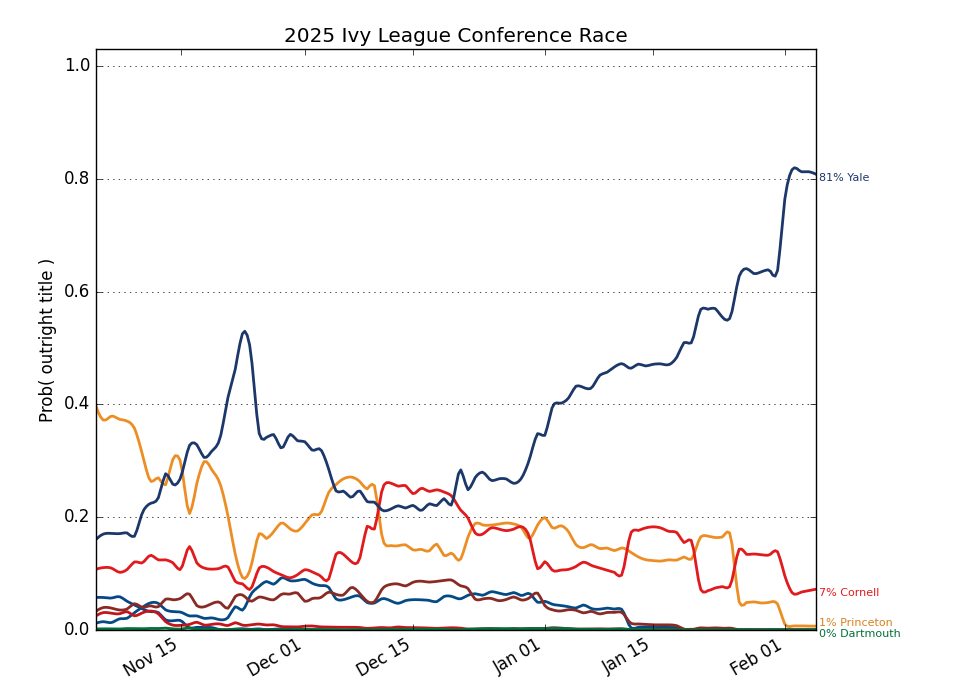 2025 Ivy League Conference Race
Prob( outright title )
1.0
0.8
0.6
0.4
0.2
0.0
81% Yale
7% Cornell
1% Princeton
0% Dartmouth
Nov 15
Dec 01
Dec 15
Jan 01
Jan 15
Feb 01